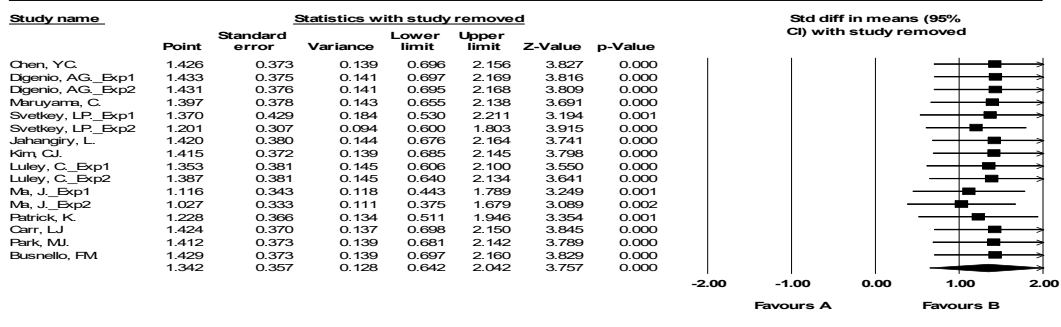 Study name Statistics with study removed Std diff in means (95%
CI) with study removed
Standard Lower Upper
Point error Variance limit limit Z-Value p-Value
Chen, YC. 1.426 0.373 0.139 0.696 2.156 3.827 0.000
Digenio, AG._Exp1 1.433 0.375 0.141 0.697 2.169 3.816 0.000
Digenio, AG._Exp2 1.431 0.376 0.141 0.695 2.168 3.809 0.000
Maruyama, C. 1.397 0.378 0.143 0.655 2.138 3.691 0.000
Svetkey, LP._Exp1 1.370 0.429 0.184 0.530 2.211 3.194 0.001
Svetkey, LP._Exp2 1.201 0.307 0.094 0.600 1.803 3.915 0.000
Jahangiry, L. 1.420 0.380 0.144 0.676 2.164 3.741 0.000
Kim, CJ. 1.415 0.372 0.139 0.685 2.145 3.798 0.000
Luley, C._Exp1 1.353 0.381 0.145 0.606 2.100 3.550 0.000
Luley, C._Exp2 1.387 0.381 0.145 0.640 2.134 3.641 0.000
Ma, J._Exp1 1.116 0.343 0.118 0.443 1.789 3.249 0.001
Ma, J._Exp2 1.027 0.333 0.111 0.375 1.679 3.089 0.002
Patrick, K. 1.228 0.366 0.134 0.511 1.946 3.354 0.001
Carr, LJ 1.424 0.370 0.137 0.698 2.150 3.845 0.000
Park, MJ. 1.412 0.373 0.139 0.681 2.142 3.789 0.000
Busnello, FM. 1.429 0.373 0.139 0.697 2.160 3.829 0.000
1.342 0.357 0.128 0.642 2.042 3.757 0.000
-2.00 -1.00 0.00 1.00 2.00
Favours A Favours B